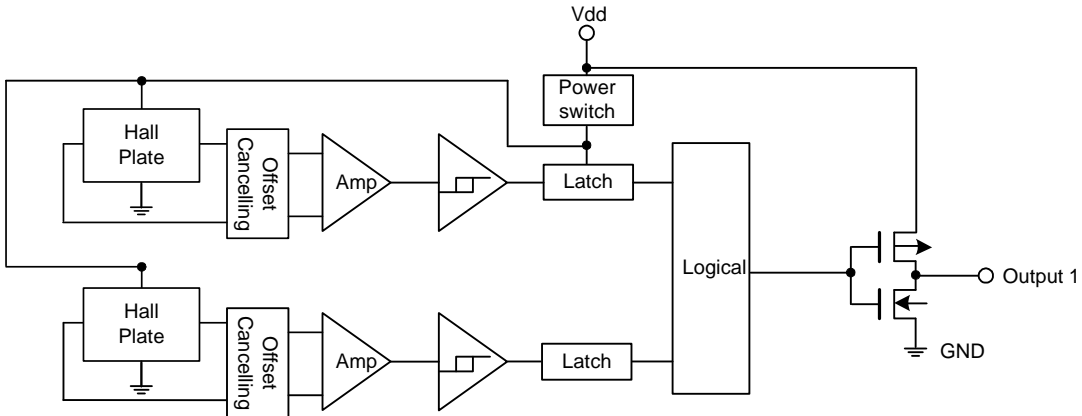 Vdd
Power
switch
Hall
Plate
Offset
Cancelling
Amp
Latch
Logical
Output 1
GND
Hall
Plate
Offset
Cancelling
Amp
Latch